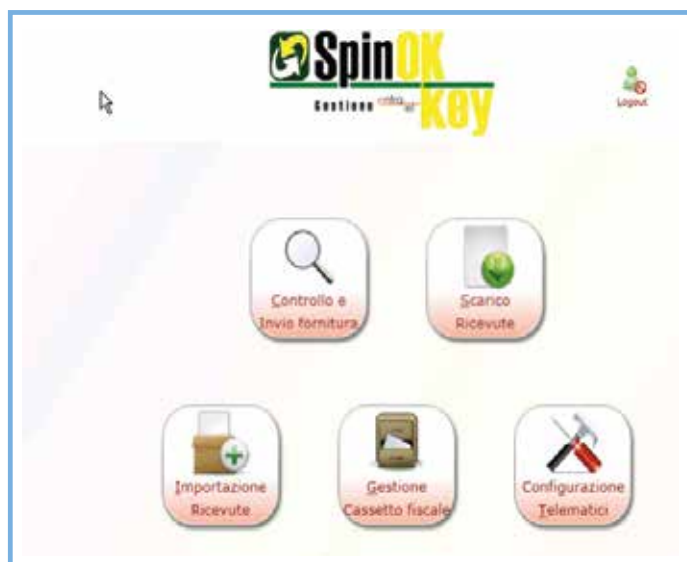 SpinOK
Key
Gestione
Logout
Controllo e
Invio fornitura
Scarico
Ricevute
Importazione
Ricevute
Gestione
Cassetto fiscale
Configurazione
Telematici